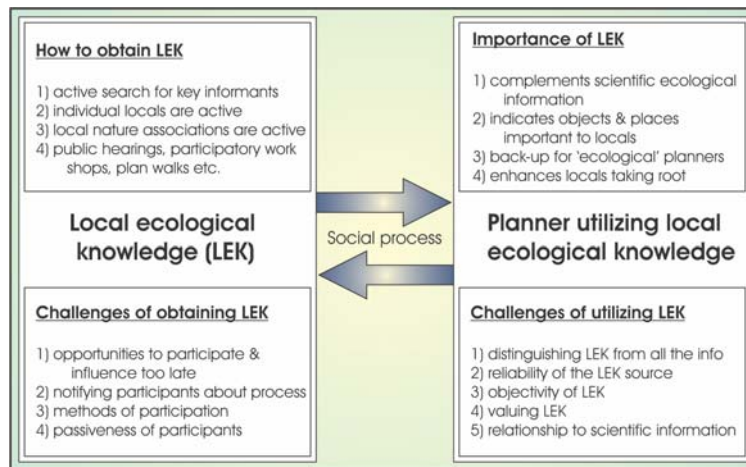 How to obtain LEK
1) active search for key informants
2) individual locals are active
3) local nature associations are active
4) public hearings, participatory work
shops, plan walks etc.
Local ecological
knowledge (LEK)
Challenges of obtaining LEK
1) opportunities to participate &
influence too late
2) notifying participants about process
3) methods of participation
4) passiveness of participants
Social process
Importance of LEK
1) complements scientific ecological
information
2) indicates objects & places
important to locals
3) back-up for 'ecological' planners
4) enhances locals taking root
Planner utilizing local
ecological knowledge
Challenges of utilizing LEK
1) distinguishing LEK from all the info
2) reliability of the LEK source
3) objectivity of LEK
4) valuing LEK
5) relationship to scientific information